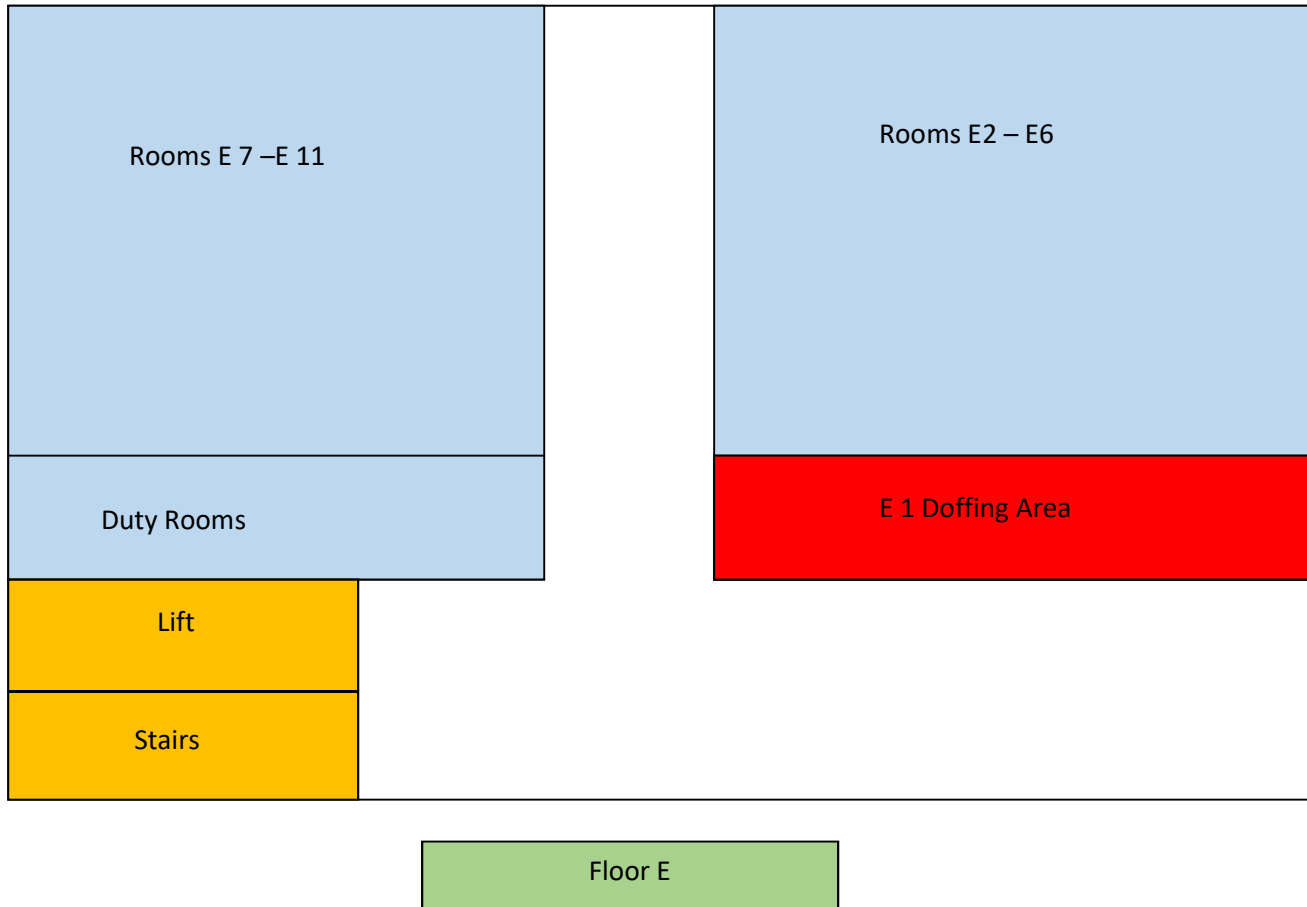 Rooms E 7 –E 11
Rooms E2 – E6
Duty Rooms
E 1 Doffing Area
Lift
Stairs
Floor E